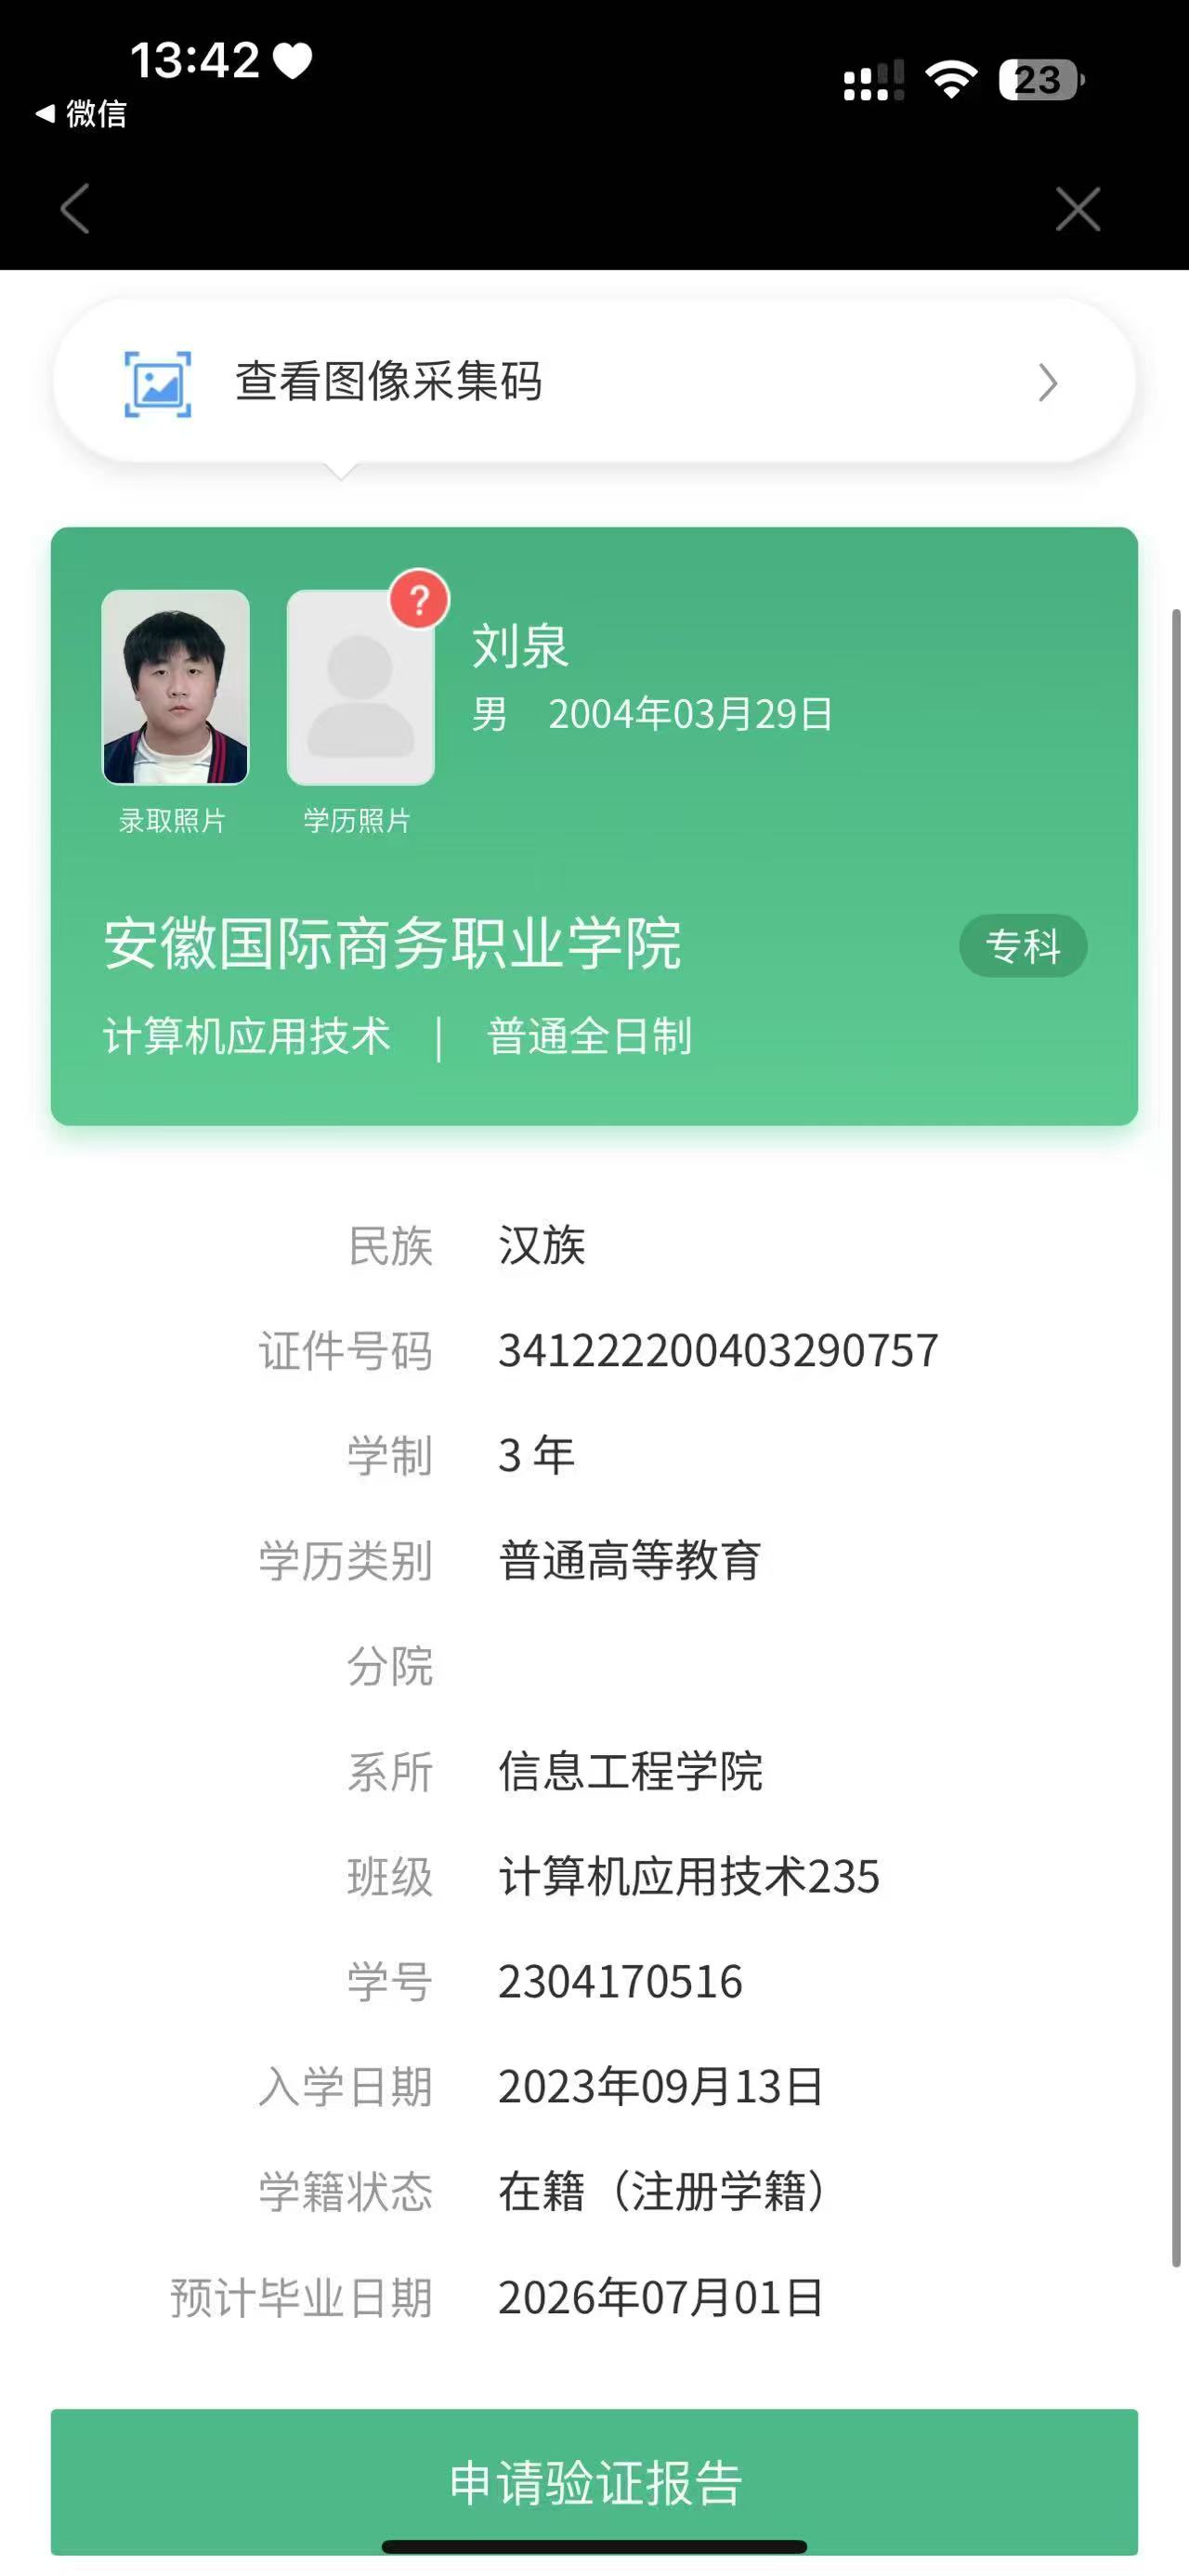 13:42
微信
23
查看图像采集码
?
刘泉
男 2004年03月29日
录取照片 学历照片
安徽国际商务职业学院 专科
计算机应用技术 | 普通全日制
民族 汉族
证件号码 341222200403290757
学制 3 年
学历类别 普通高等教育
分院
系所 信息工程学院
班级 计算机应用技术235
学号 2304170516
入学日期 2023年09月13日
学籍状态 在籍（注册学籍）
预计毕业日期 2026年07月01日
申请验证报告